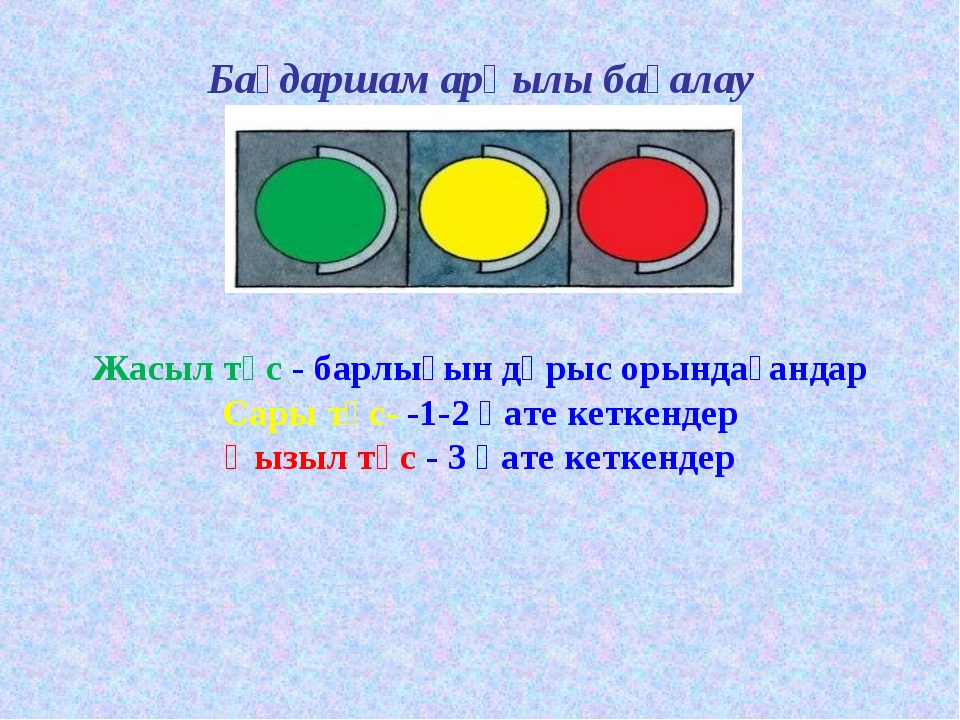 Бағдаршам арқылы бағалау
Жасыл түс - барлығын дұрыс орындағандар
Сары түс- -1-2 қате кеткендер
Қызыл түс - 3 қате кеткендер